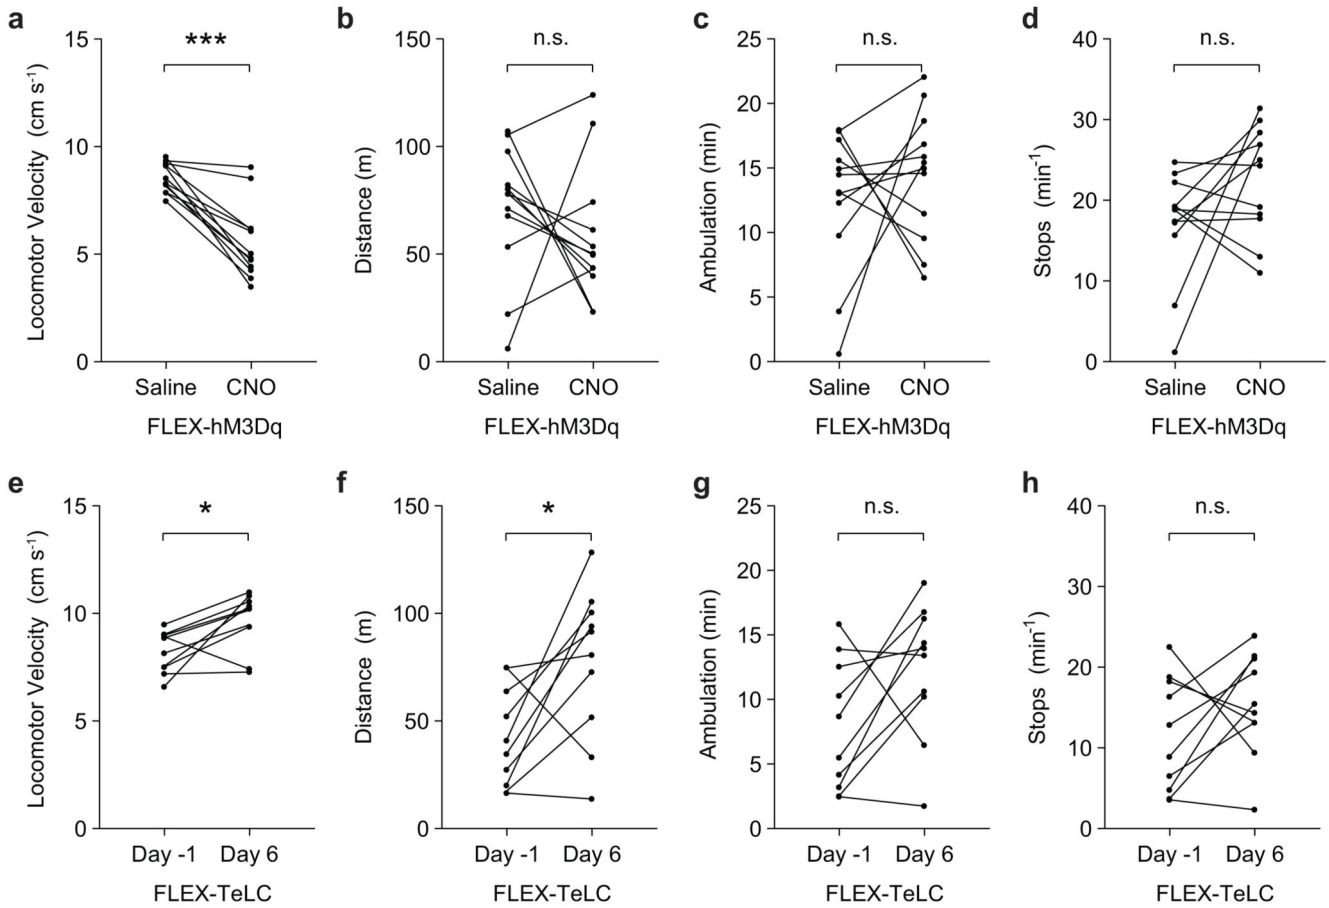 a
Locomotor Velocity (cm s-1)
15
10
5
0
***
Saline CNO
FLEX-hM3Dq
b
Distance (m)
150
100
50
0
n.s.
Saline CNO
FLEX-hM3Dq
c
Ambulation (min)
25
20
15
10
5
0
n.s.
Saline CNO
FLEX-hM3Dq
d
Stops (min-1)
40
30
20
10
0
n.s.
Saline CNO
FLEX-hM3Dq
e
Locomotor Velocity (cm s-1)
15
10
5
0
*
Day -1 Day 6
FLEX-TeLC
f
Distance (m)
150
100
50
0
*
Day -1 Day 6
FLEX-TeLC
g
Ambulation (min)
25
20
15
10
5
0
n.s.
Day -1 Day 6
FLEX-TeLC
h
Stops (min-1)
40
30
20
10
0
n.s.
Day -1 Day 6
FLEX-TeLC